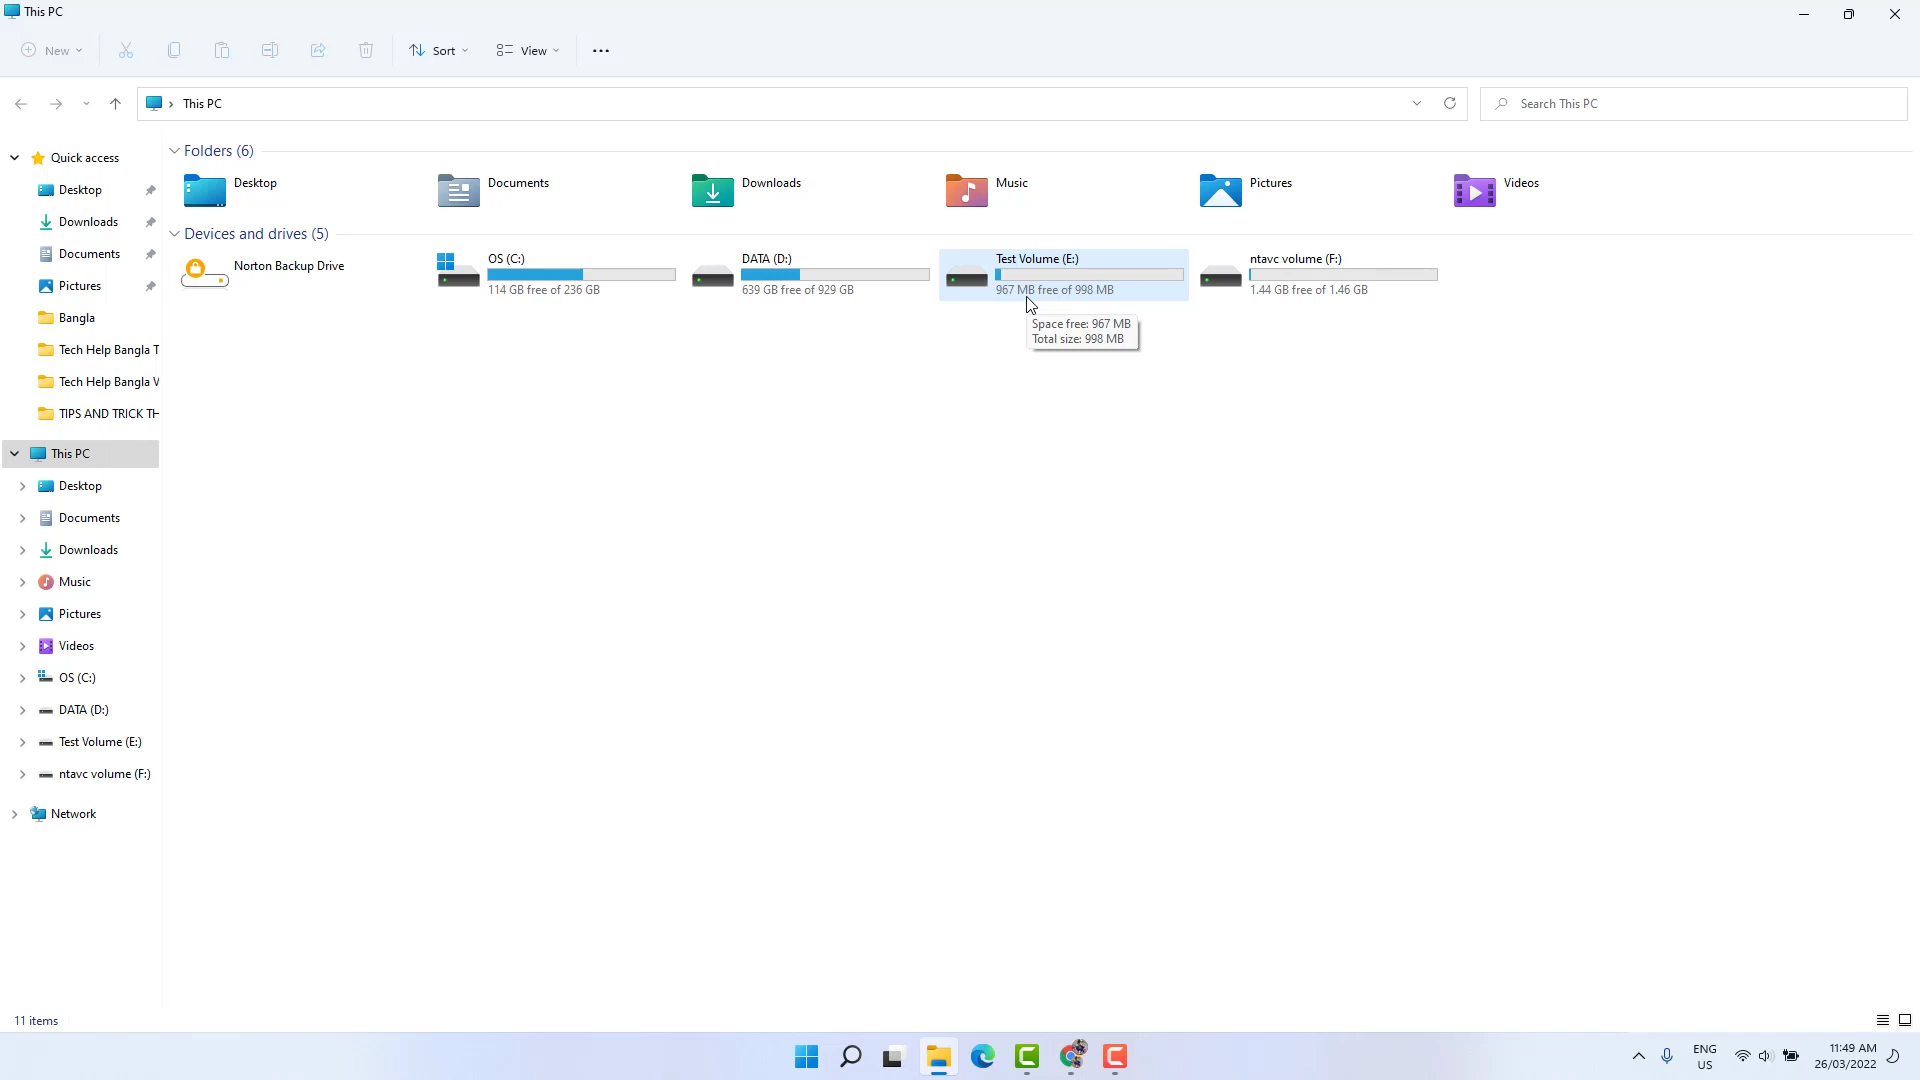 This PC
New
Sort
View
This PC
Search This PC
Quick access
Desktop
Downloads
Documents
Pictures
Bangla
Tech Help Bangla T
Tech Help Bangla V
TIPS AND TRICK TH
This PC
Desktop
Documents
Downloads
Music
Pictures
Videos
OS (C:)
DATA (D:)
Test Volume (E:)
ntavc volume (F:)
Network
Folders (6)
Desktop
Documents
Downloads
Music
Pictures
Videos
Devices and drives (5)
Norton Backup Drive
OS (C:)
114 GB free of 236 GB
DATA (D:)
639 GB free of 929 GB
Test Volume (E:)
967 MB free of 998 MB
ntavc volume (F:)
1.44 GB free of 1.46 GB
Space free: 967 MB
Total size: 998 MB
11 items
ENG
US
11:49 AM
26/03/2022